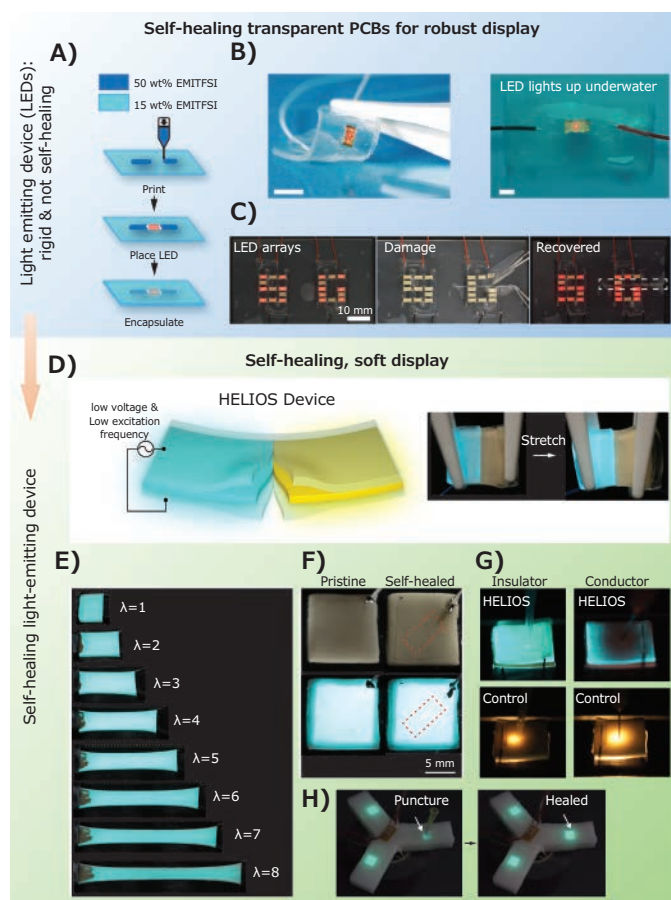 Self-healing transparent PCBs for robust display
Light emitting device (LEDs):
rigid & not self-healing
A)
50 wt% EMITFSI
15 wt% EMITFSI
Print
Place LED
Encapsulate
B)
LED lights up underwater
C)
LED arrays
10 mm
Damage
Recovered
Self-healing, soft display
Self-healing light-emitting device
D)
HELIOS Device
low voltage &
Low excitation
frequency
Stretch
E)
λ=1
λ=2
λ=3
λ=4
λ=5
λ=6
λ=7
λ=8
F)
Pristine
Self-healed
5 mm
G)
Insulator
Conductor
HELIOS
HELIOS
Control
Control
H)
Puncture
Healed